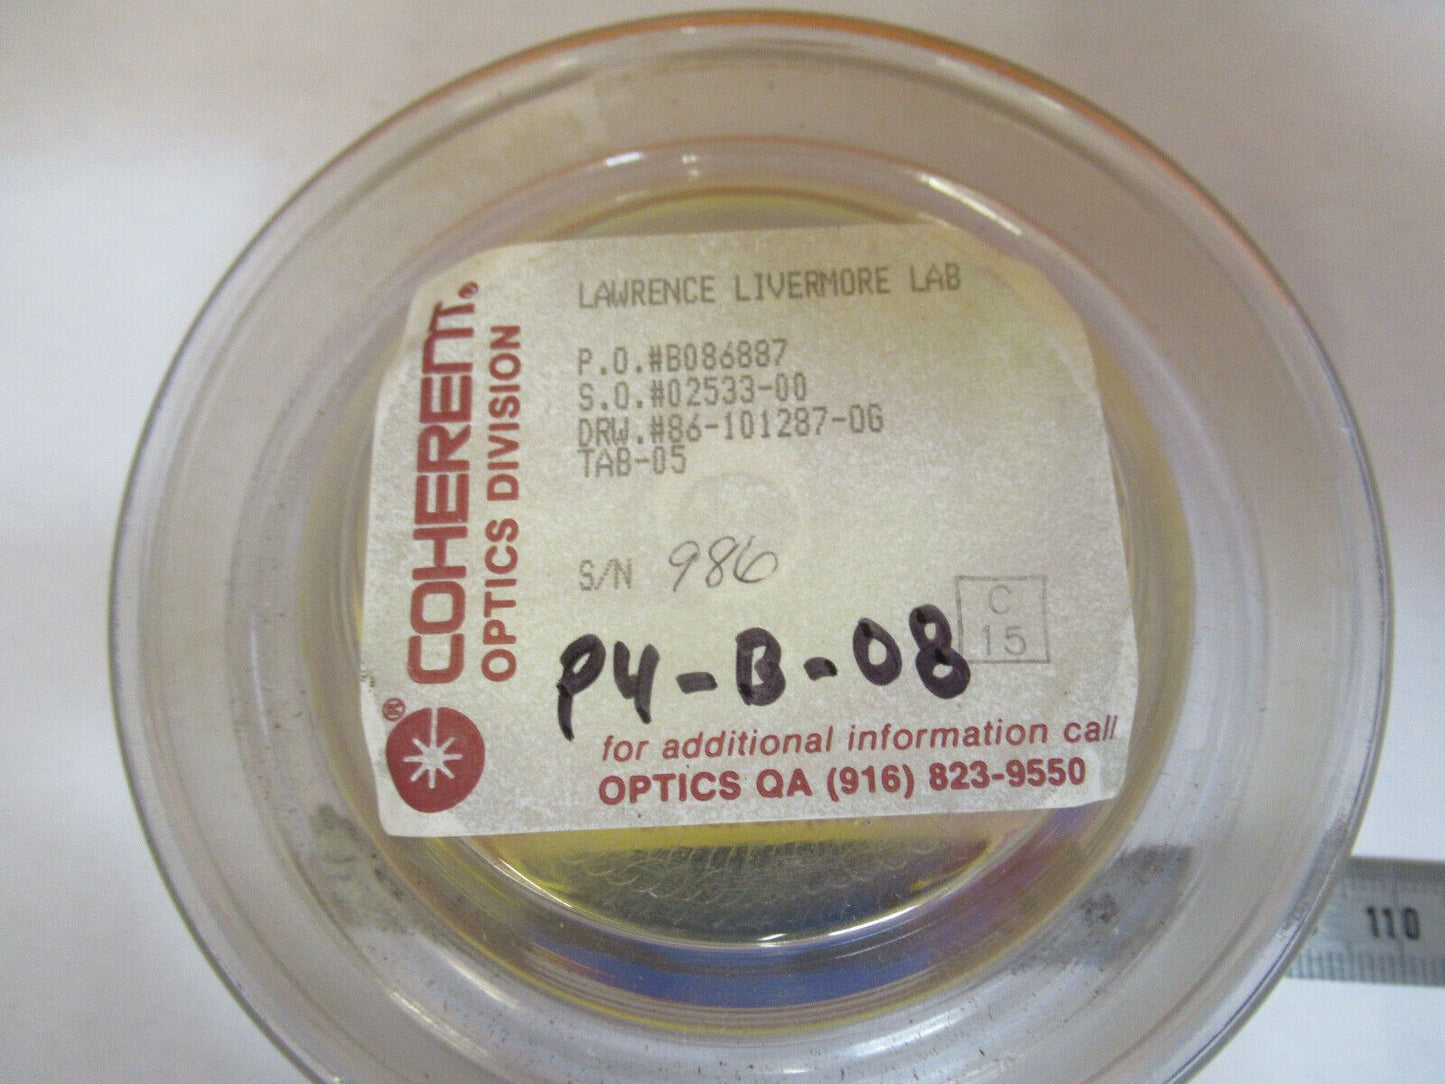 COHERENT®
OPTICS DIVISION
LAWRENCE LIVERMORE LAB
P.O.#B086887
S.O.#02533-00
DRW.#86-101287-0G
TAB-05
S/N 986
C
15
P4-B-08
for additional information call
OPTICS QA (916) 823-9550
®
110